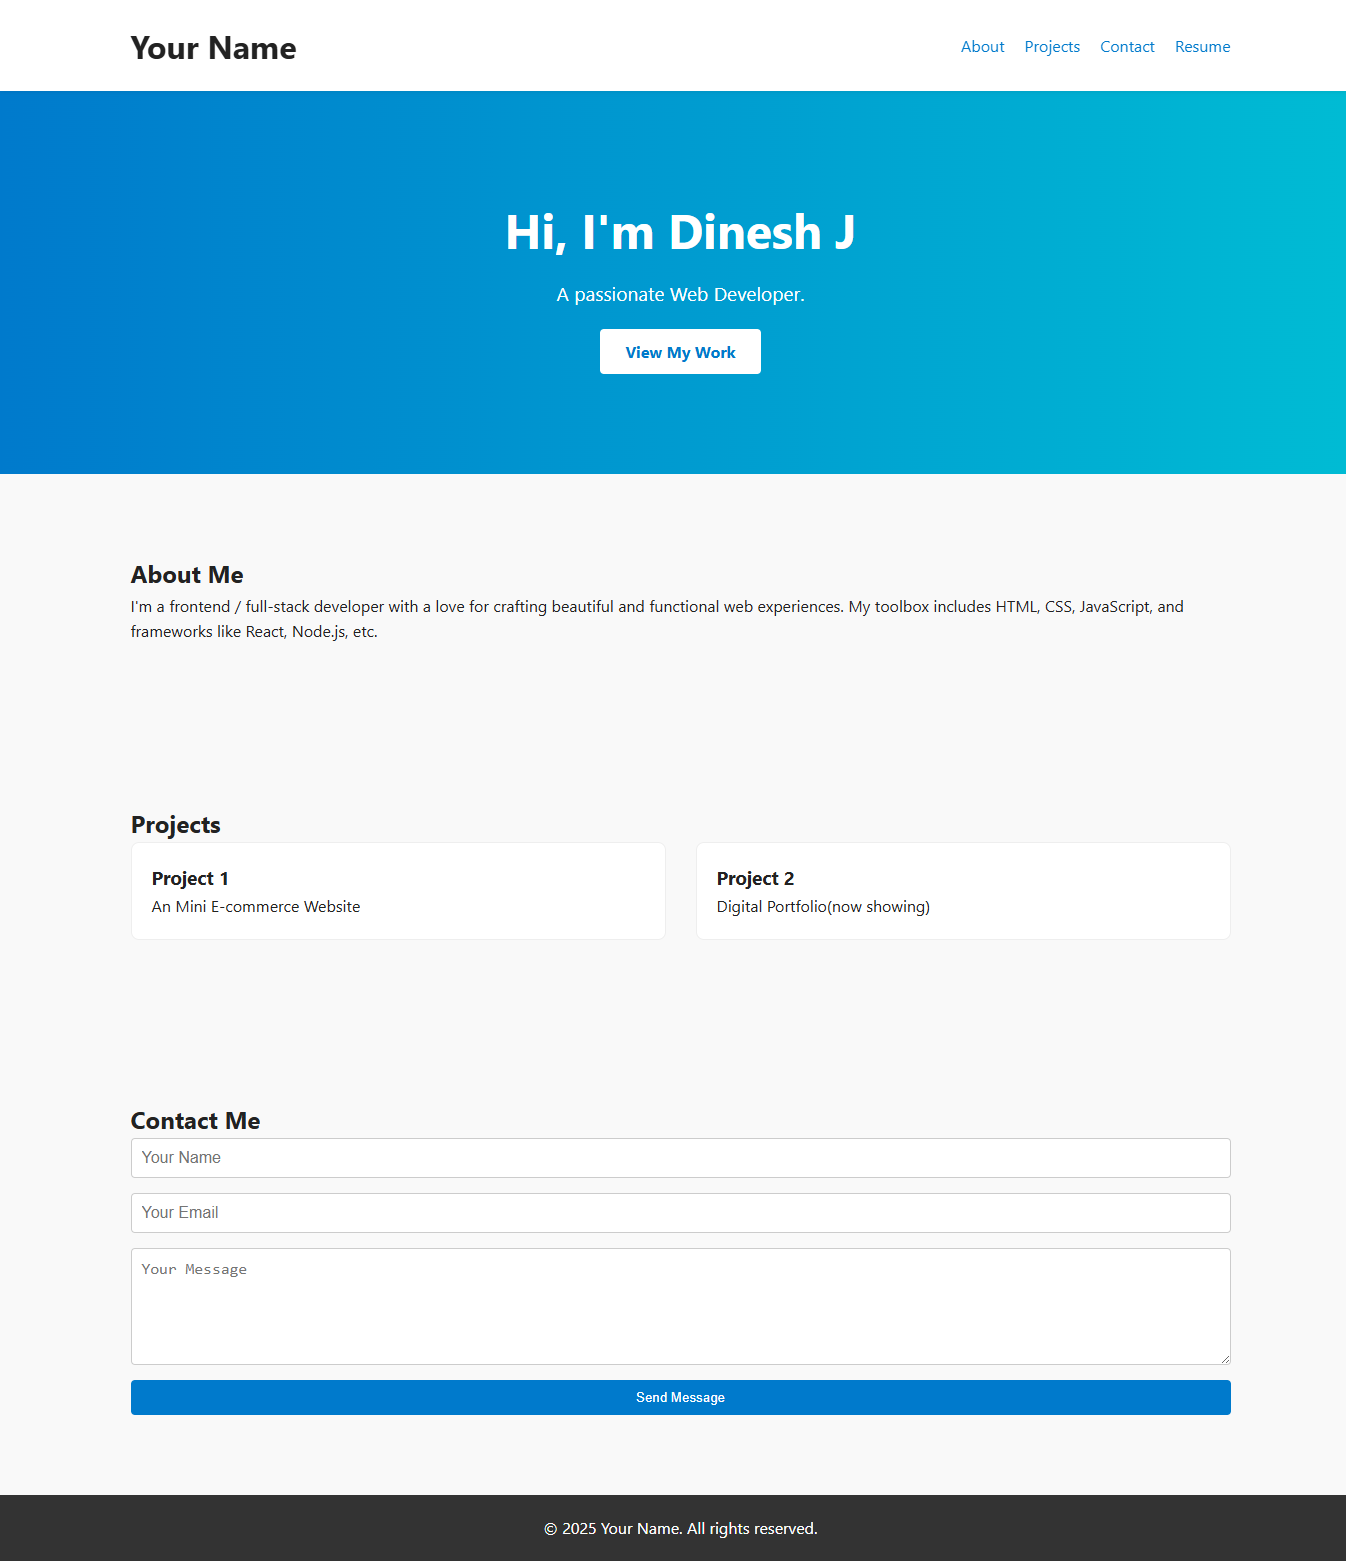 Your Name
About Projects Contact Resume
Hi, I'm Dinesh J
A passionate Web Developer.
View My Work
About Me
I'm a frontend / full-stack developer with a love for crafting beautiful and functional web experiences. My toolbox includes HTML, CSS, JavaScript, and
frameworks like React, Node.js, etc.
Projects
Project 1
An Mini E-commerce Website
Project 2
Digital Portfolio(now showing)
Contact Me
Your Name
Your Email
Your Message
Send Message
© 2025 Your Name. All rights reserved.